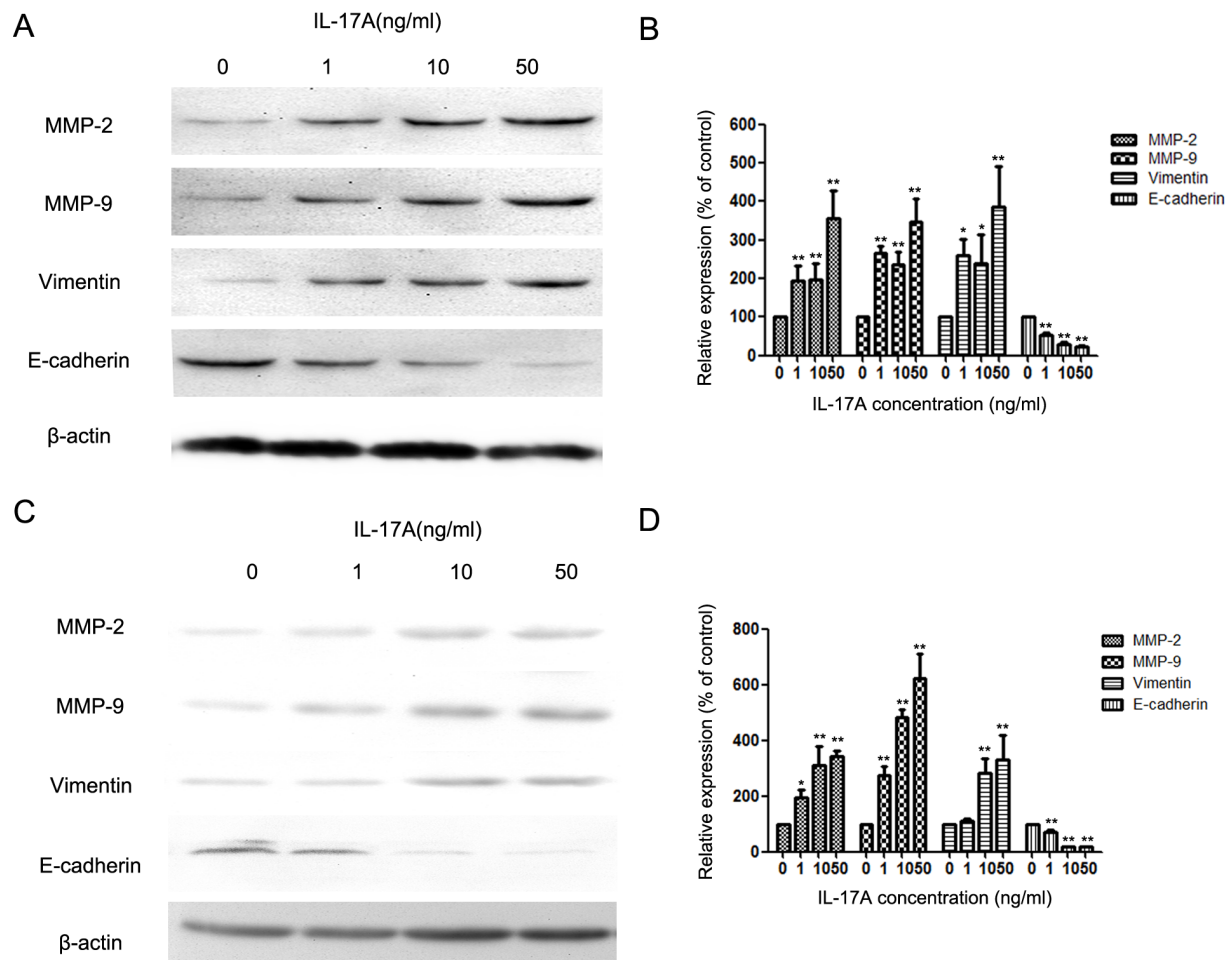 A
IL-17A(ng/ml)
0 1 10 50
MMP-2
MMP-9
Vimentin
E-cadherin
β-actin
B
Relative expression (% of control)
600
500
400
300
200
100
0
** ** **
** ** **
* * **
** ** **
0 1 1050 0 1 1050 0 1 1050 0 1 1050
IL-17A concentration (ng/ml)
MMP-2
MMP-9
Vimentin
E-cadherin
C
IL-17A(ng/ml)
0 1 10 50
MMP-2
MMP-9
Vimentin
E-cadherin
β-actin
D
Relative expression (% of control)
800
600
400
200
0
* ** **
** ** **
** **
** ** **
0 1 1050 0 1 1050 0 1 1050 0 1 1050
IL-17A concentration (ng/ml)
MMP-2
MMP-9
Vimentin
E-cadherin